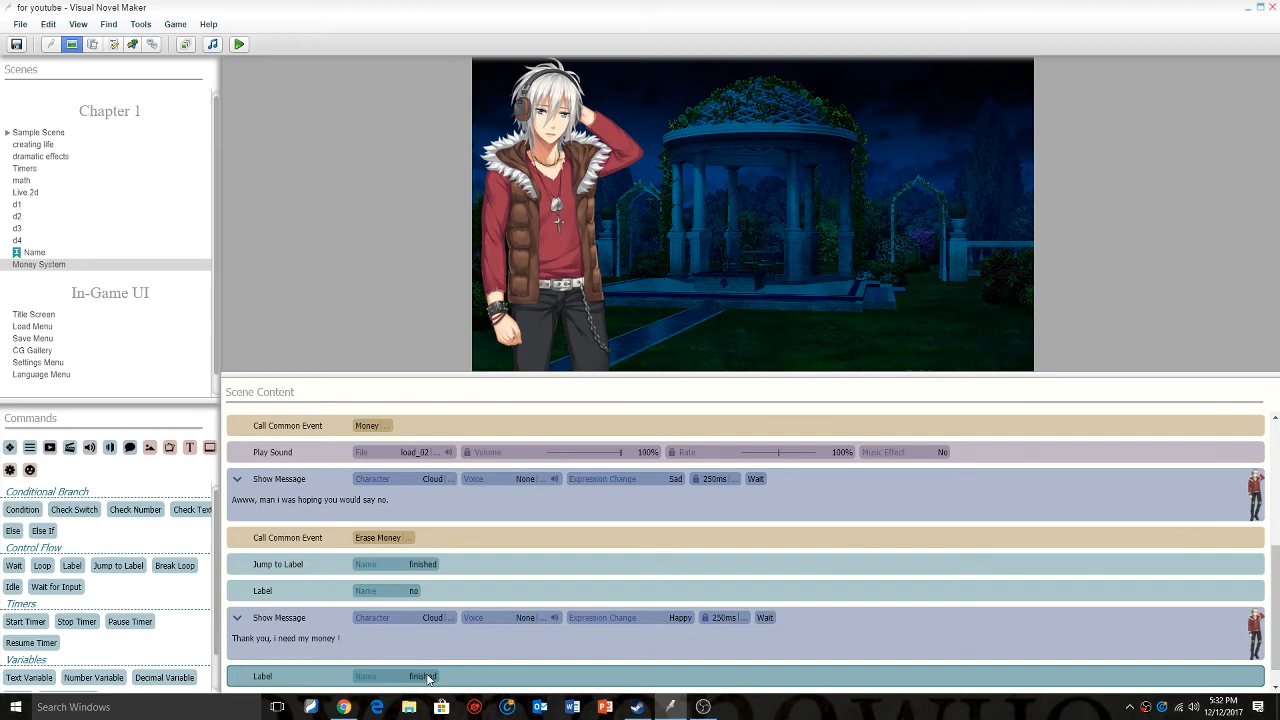 for youtube - Visual Novel Maker
File Edit View Find Tools Game Help
Scenes
Chapter 1
Sample Scene
creating life
dramatic effects
Timers
math
Live 2d
d1
d2
d3
d4
Name
Money System
In-Game UI
Title Screen
Load Menu
Save Menu
CG Gallery
Settings Menu
Language Menu
Commands
Conditional Branch
Condition Check Switch Check Number Check Text
Else Else If
Control Flow
Wait Loop Label Jump to Label Break Loop
Idle Wait for Input
Timers
Start Timer Stop Timer Pause Timer
Resume Timer
Variables
Text Variable Number Variable Decimal Variable
Scene Content
Call Common Event Money ...
Play Sound File load_02 ... Volume 100% Rate 100% Music Effect No
Show Message Character Cloud ... Voice None ... Expression Change Sad 250ms ... Wait
Awww, man i was hoping you would say no.
Call Common Event Erase Money ...
Jump to Label Name finished
Label Name no
Show Message Character Cloud ... Voice None ... Expression Change Happy 250ms ... Wait
Thank you, i need my money !
Label Name finished
Search Windows
5:32 PM
12/12/2017